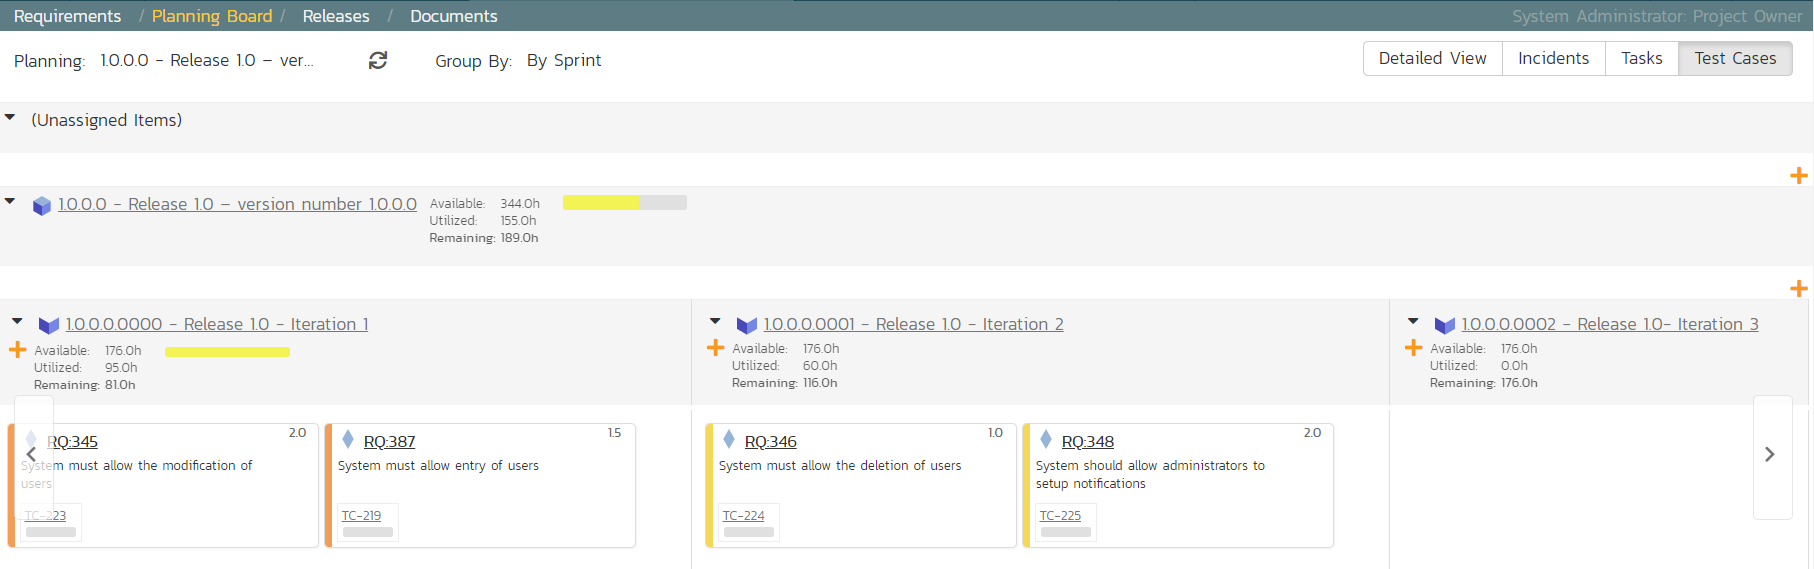 Requirements / Planning Board / Releases / Documents System Administrator: Project Owner
Planning: 1.0.0.0 - Release 1.0 – ver... Group By: By Sprint Detailed View Incidents Tasks Test Cases
(Unassigned Items)
1.0.0.0 - Release 1.0 – version number 1.0.0.0
Available: 344.0h
Utilized: 155.0h
Remaining: 189.0h
1.0.0.0.0000 - Release 1.0 - Iteration 1
Available: 176.0h
Utilized: 95.0h
Remaining: 81.0h
1.0.0.0.0001 - Release 1.0 - Iteration 2
Available: 176.0h
Utilized: 60.0h
Remaining: 116.0h
1.0.0.0.0002 - Release 1.0- Iteration 3
Available: 176.0h
Utilized: 0.0h
Remaining: 176.0h
RQ:345 2.0
System must allow the modification of
users
TC-223
RQ:387 1.5
System must allow entry of users
TC-219
RQ:346 1.0
System must allow the deletion of users
TC-224
RQ:348 2.0
System should allow administrators to
setup notifications
TC-225